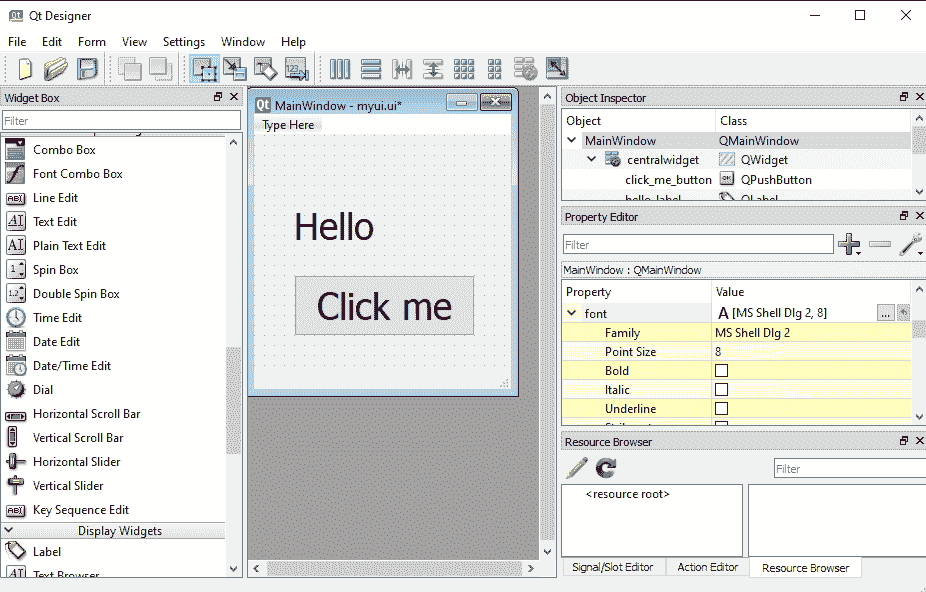 Qt Designer
File Edit Form View Settings Window Help
Widget Box
Filter
Combo Box
Font Combo Box
Line Edit
Text Edit
Plain Text Edit
Spin Box
Double Spin Box
Time Edit
Date Edit
Date/Time Edit
Dial
Horizontal Scroll Bar
Vertical Scroll Bar
Horizontal Slider
Vertical Slider
Key Sequence Edit
Display Widgets
Label
Text Browser
MainWindow - myui.ui*
Type Here
Hello
Click me
Object Inspector
Object Class
MainWindow QMainWindow
centralwidget QWidget
click_me_button QPushButton
hello_label QLabel
Property Editor
Filter
MainWindow : QMainWindow
Property Value
font A [MS Shell Dlg 2, 8] ...
Family MS Shell Dlg 2
Point Size 8
Bold
Italic
Underline
Resource Browser
Filter
<resource root>
Signal/Slot Editor Action Editor Resource Browser